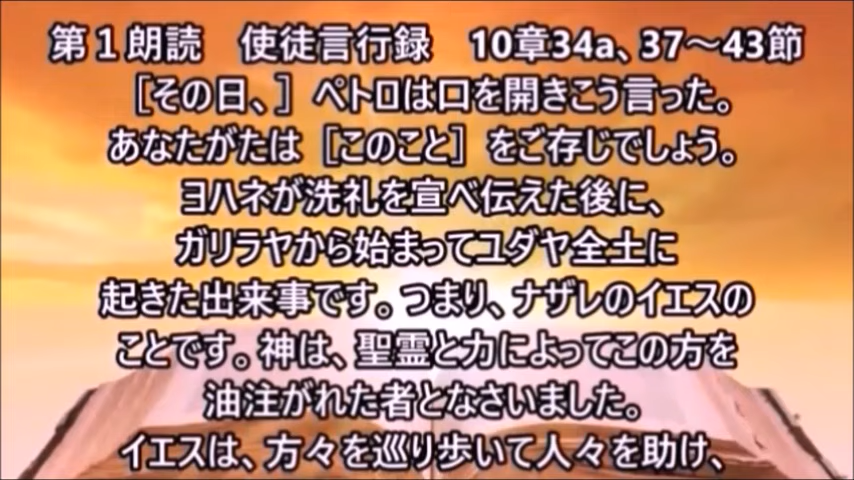 第１朗読　使徒言行録　10章34a、37～43節
［その日、］ペトロは口を開きこう言った。
あなたがたは［このこと］をご存じでしょう。
ヨハネが洗礼を宣べ伝えた後に、
ガリラヤから始まってユダヤ全土に
起きた出来事です。つまり、ナザレのイエスの
ことです。神は、聖霊と力によってこの方を
油注がれた者となさいました。
イエスは、方々を巡り歩いて人々を助け、